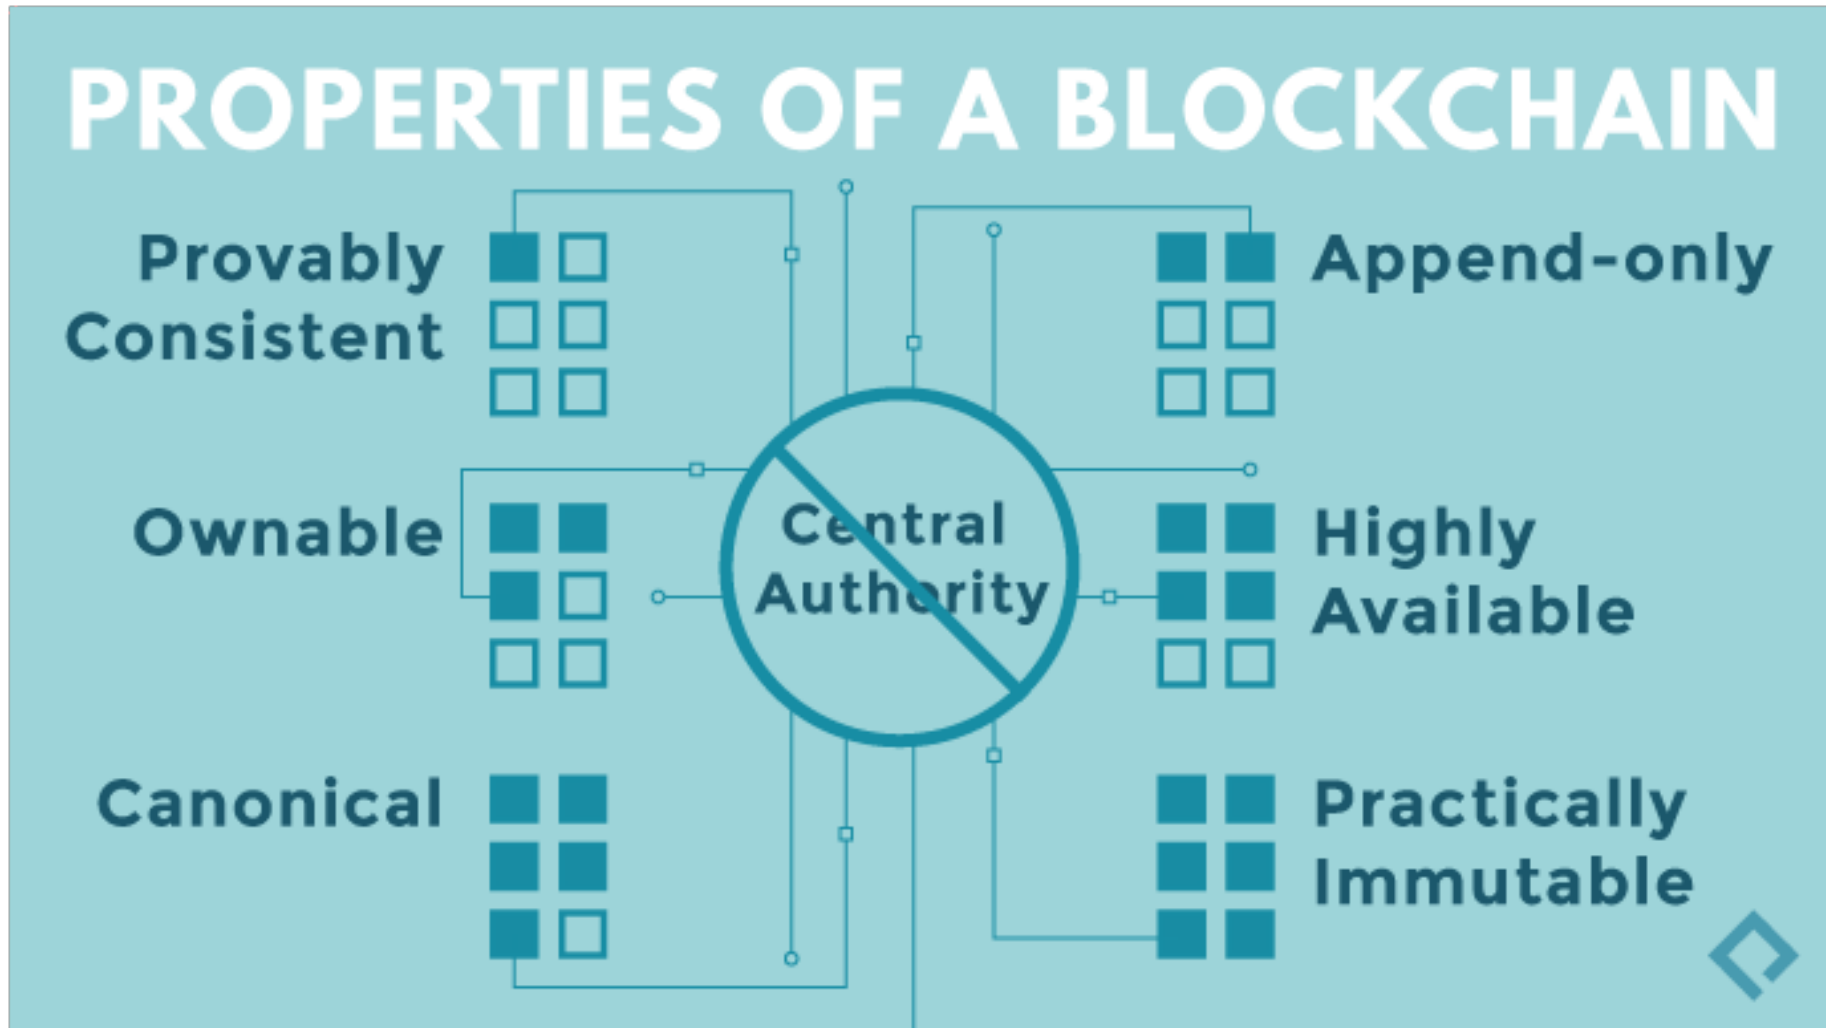 PROPERTIES OF A BLOCKCHAIN
Provably
Consistent
Append-only
Ownable
Central
Authority
Highly
Available
Canonical
Practically
Immutable